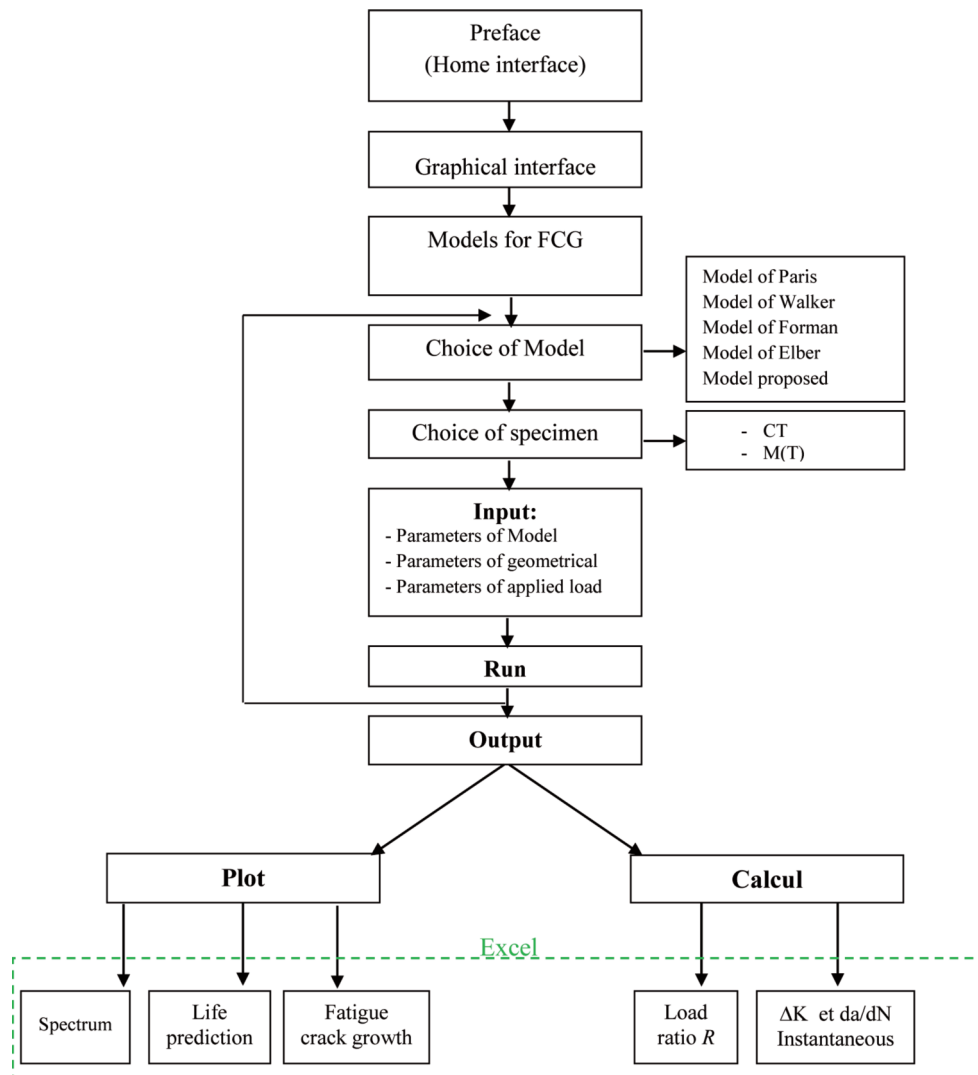 Preface
(Home interface)
Graphical interface
Models for FCG
Choice of Model
Model of Paris
Model of Walker
Model of Forman
Model of Elber
Model proposed
Choice of specimen
- CT
- M(T)
Input:
- Parameters of Model
- Parameters of geometrical
- Parameters of applied load
Run
Output
Plot
Calcul
Excel
Spectrum
Life
prediction
Fatigue
crack growth
Load
ratio R
ΔK et da/dN
Instantaneous